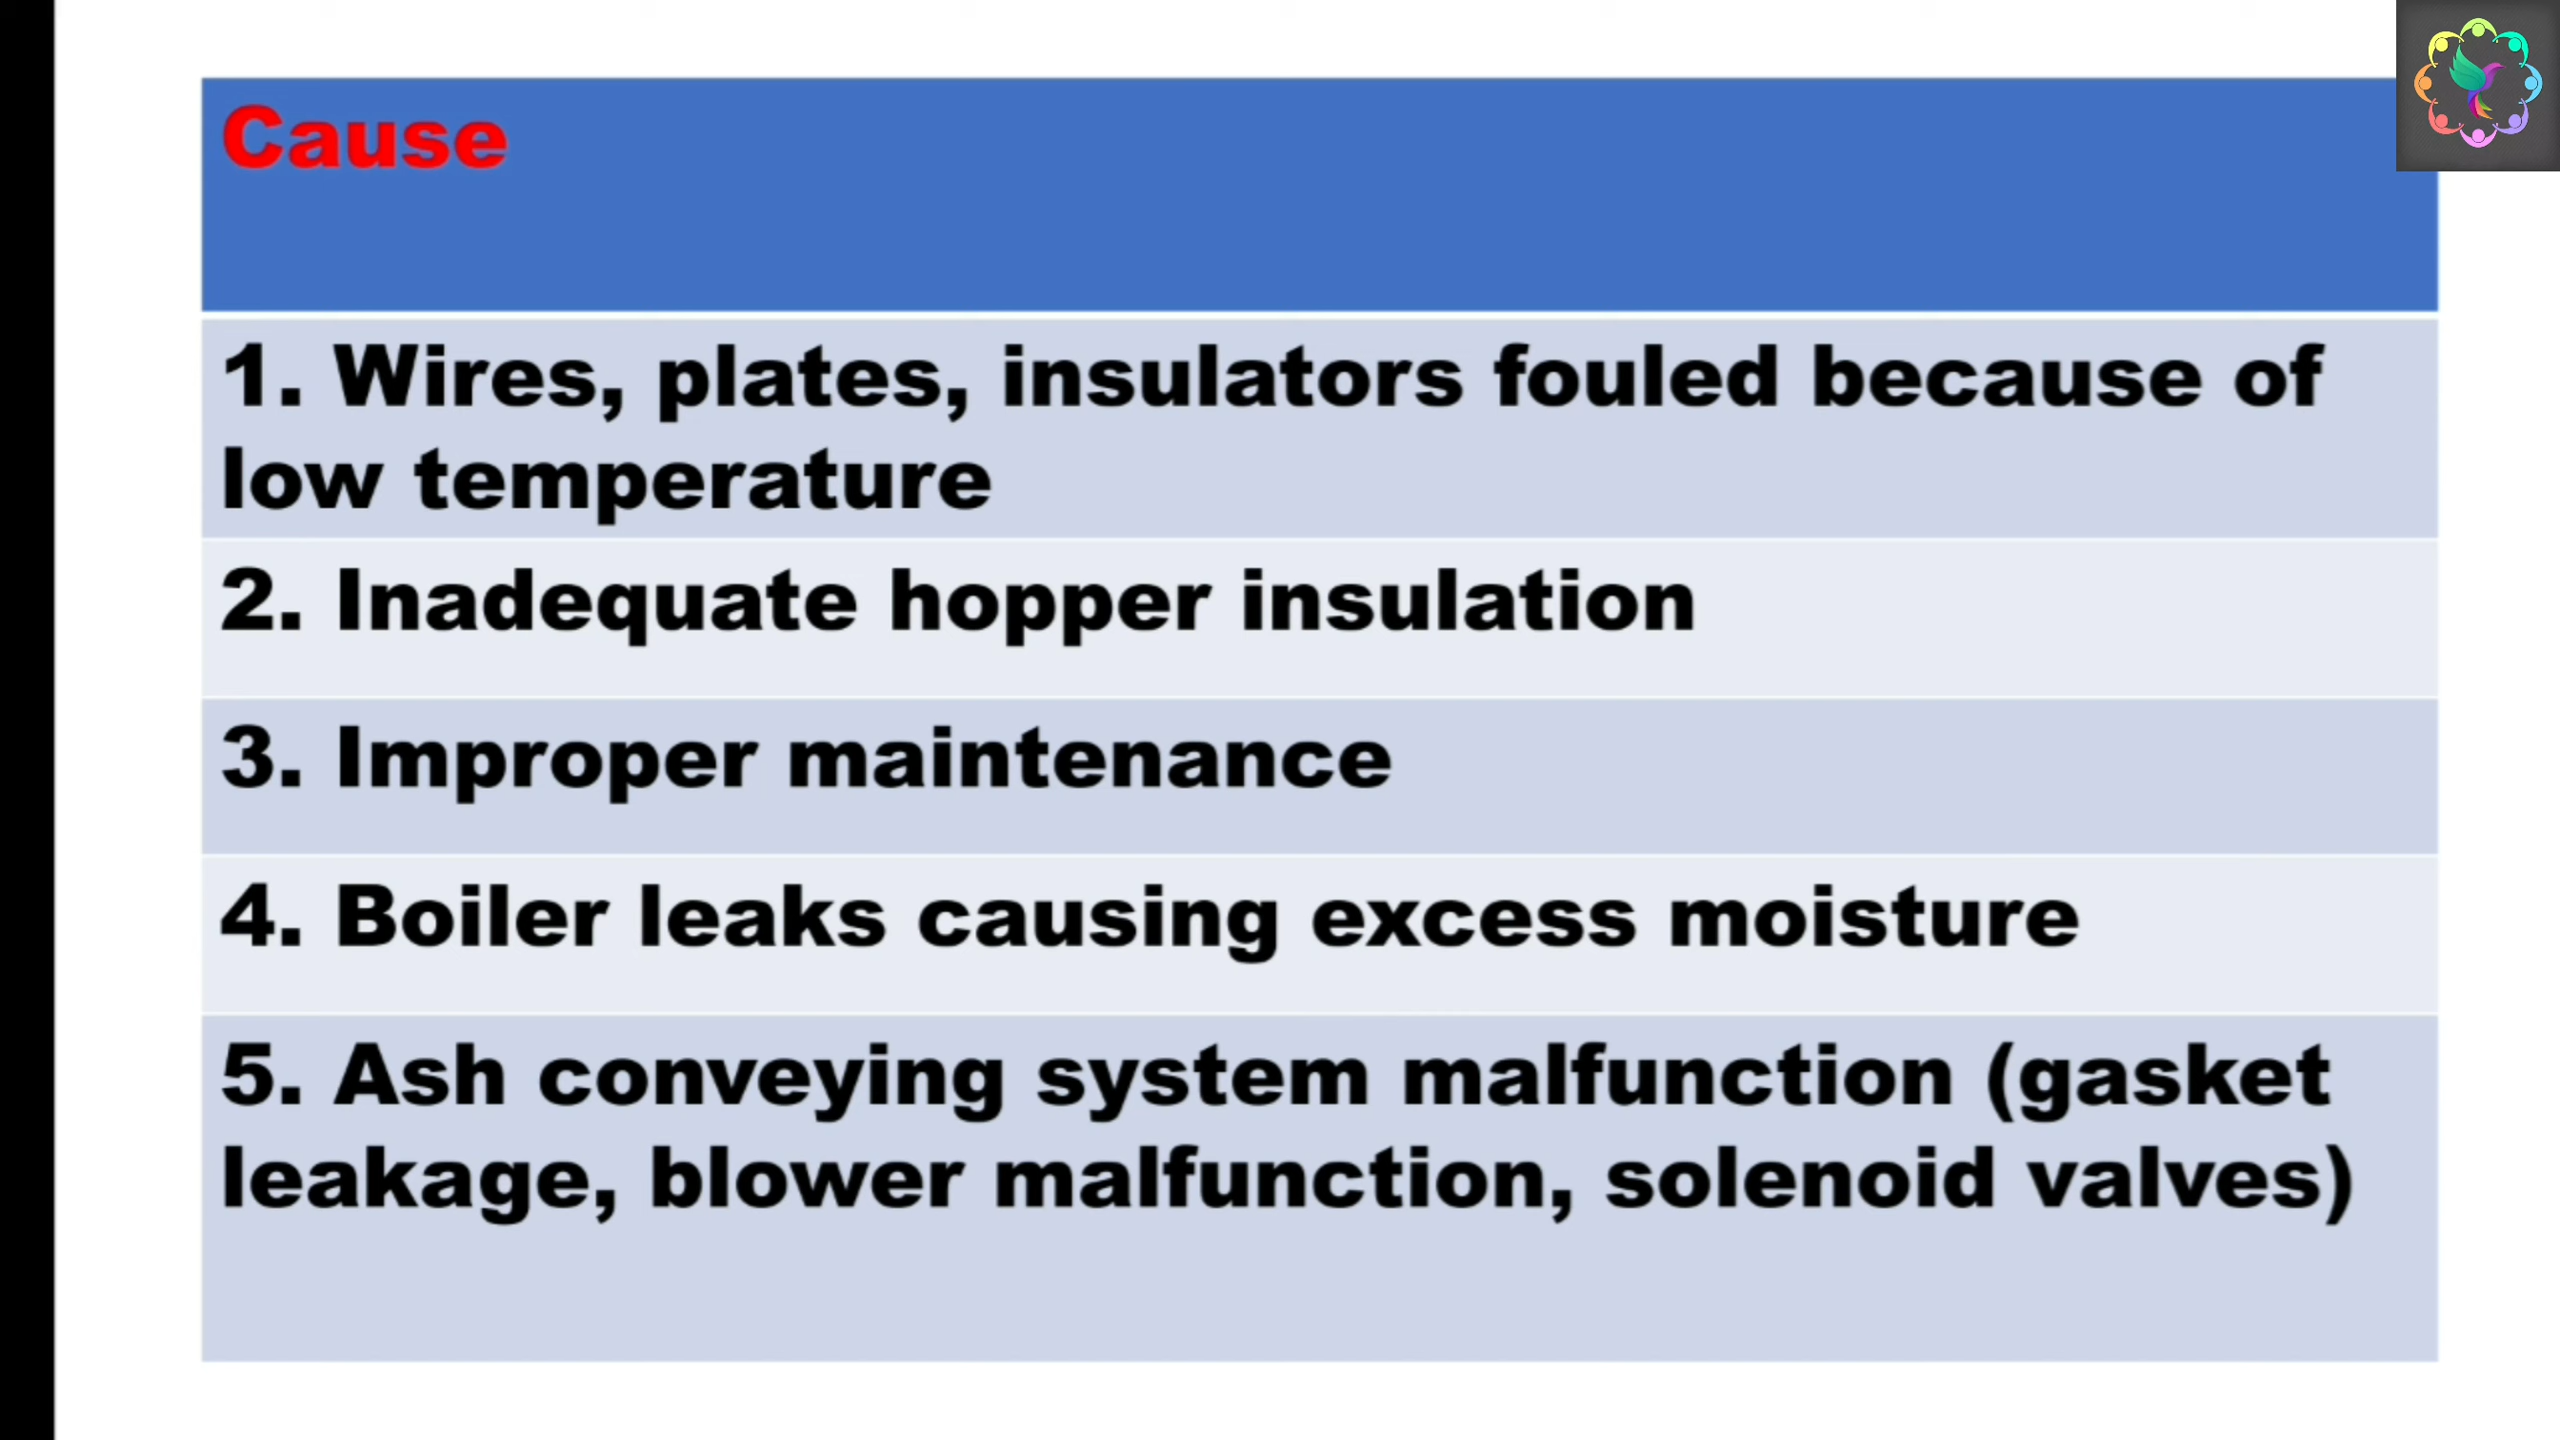 Cause
1. Wires, plates, insulators fouled because of
low temperature
2. Inadequate hopper insulation
3. Improper maintenance
4. Boiler leaks causing excess moisture
5. Ash conveying system malfunction (gasket
leakage, blower malfunction, solenoid valves)